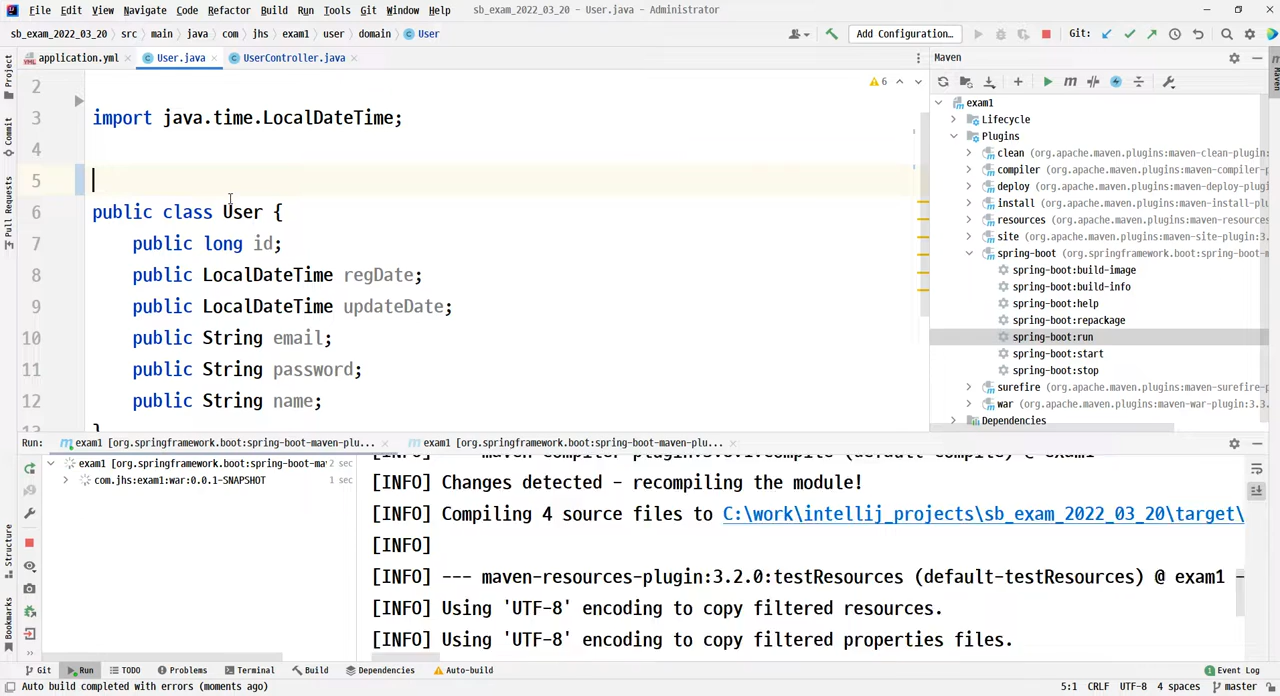 File Edit View Navigate Code Refactor Build Run Tools Git Window Help sb_exam_2022_03_20 - User.java - Administrator
sb_exam_2022_03_20 src main java com jhs exam1 user domain User Add Configuration... Git:
application.yml User.java UserController.java
Maven
6
2
3 import java.time.LocalDateTime;
4
5
6 public class User {
7 public long id;
8 public LocalDateTime regDate;
9 public LocalDateTime updateDate;
10 public String email;
11 public String password;
12 public String name;
}
exam1
Lifecycle
Plugins
clean (org.apache.maven.plugins:maven-clean-plugin:
compiler (org.apache.maven.plugins:maven-compiler-p
deploy (org.apache.maven.plugins:maven-deploy-plugi
install (org.apache.maven.plugins:maven-install-plu
resources (org.apache.maven.plugins:maven-resources
site (org.apache.maven.plugins:maven-site-plugin:3.
spring-boot (org.springframework.boot:spring-boot-m
spring-boot:build-image
spring-boot:build-info
spring-boot:help
spring-boot:repackage
spring-boot:run
spring-boot:start
spring-boot:stop
surefire (org.apache.maven.plugins:maven-surefire-p
war (org.apache.maven.plugins:maven-war-plugin:3.3.
Dependencies
Project
Commit
Pull Requests
Structure
Bookmarks
Maven
Run: exam1 [org.springframework.boot:spring-boot-maven-plu... exam1 [org.springframework.boot:spring-boot-maven-plu...
exam1 [org.springframework.boot:spring-boot-ma 2 sec
com.jhs:exam1:war:0.0.1-SNAPSHOT 1 sec
[INFO] Changes detected - recompiling the module!
[INFO] Compiling 4 source files to C:\work\intellij_projects\sb_exam_2022_03_20\target\
[INFO]
[INFO] --- maven-resources-plugin:3.2.0:testResources (default-testResources) @ exam1 -
[INFO] Using 'UTF-8' encoding to copy filtered resources.
[INFO] Using 'UTF-8' encoding to copy filtered properties files.
Git Run TODO Problems Terminal Build Dependencies Auto-build Event Log
Auto build completed with errors (moments ago) 5:1 CRLF UTF-8 4 spaces master